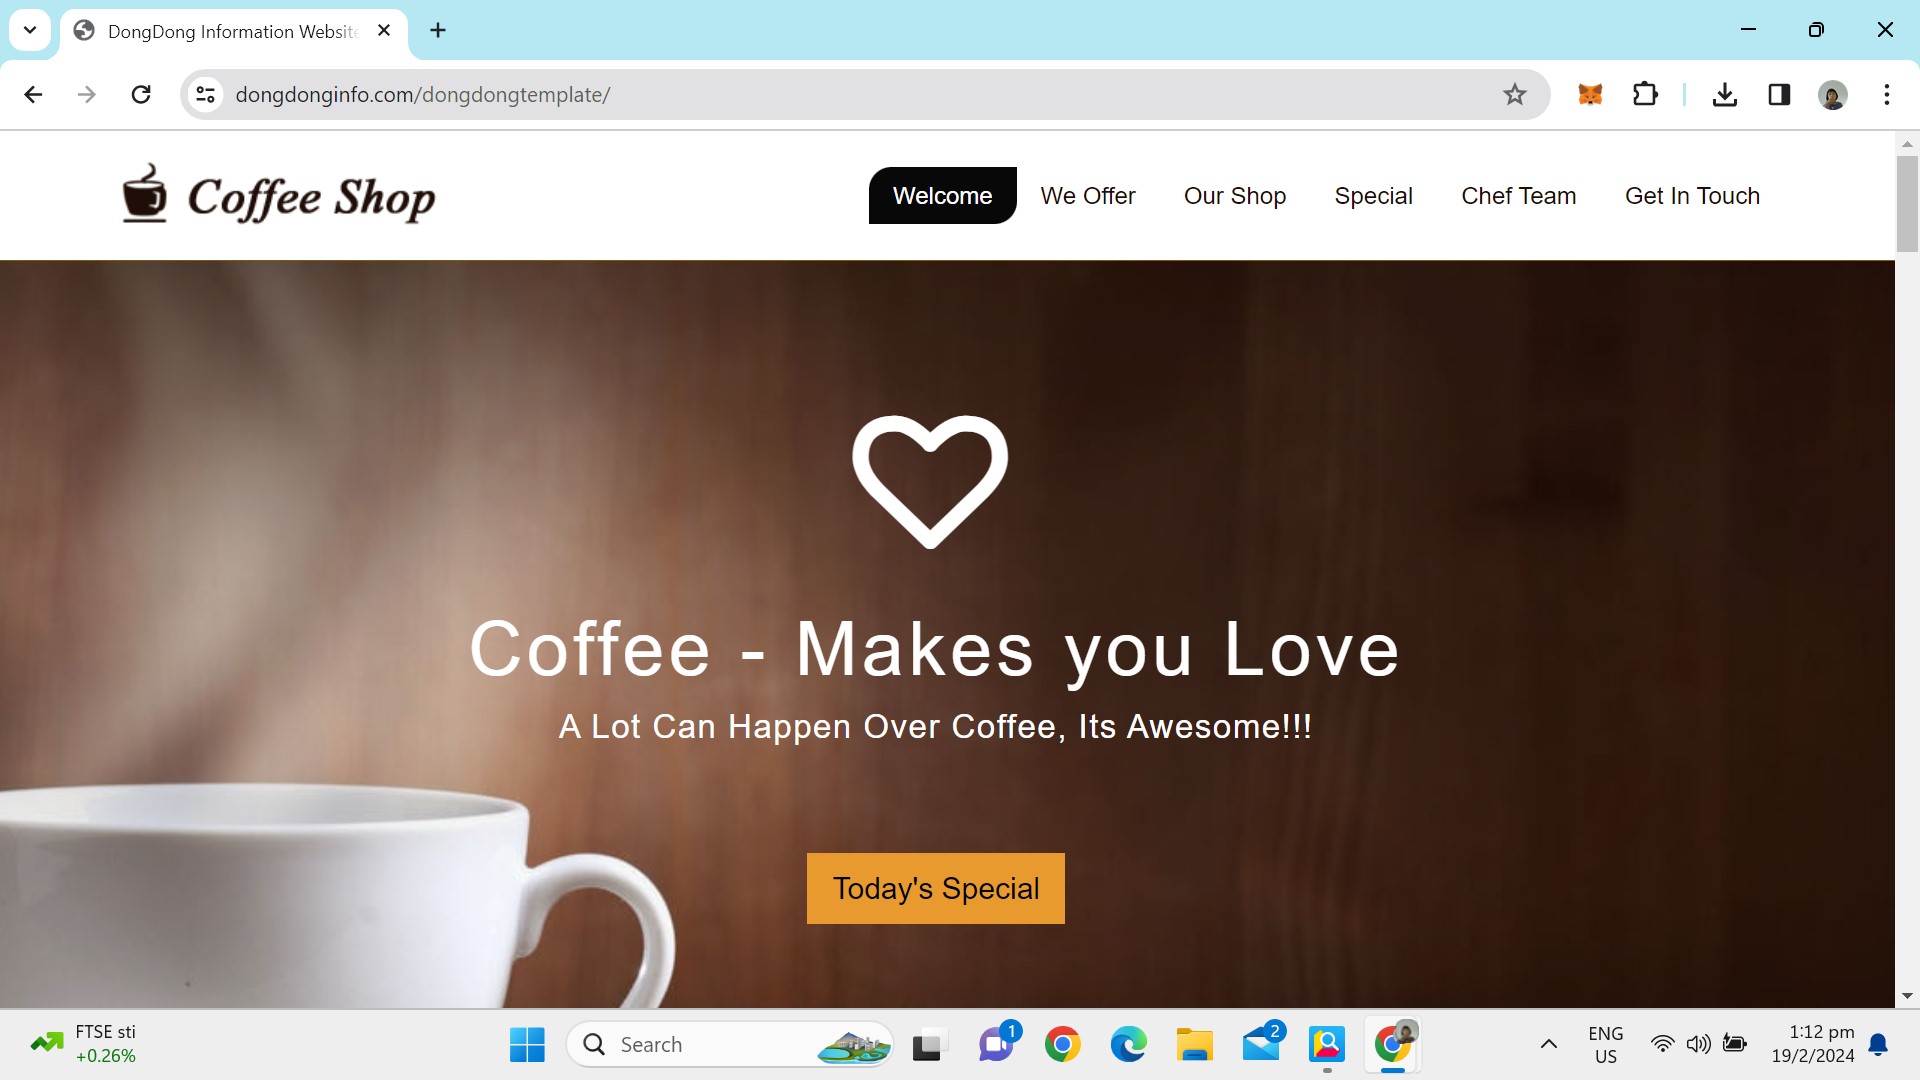 DongDong Information Website
dongdonginfo.com/dongdongtemplate/
Coffee Shop
Welcome
We Offer
Our Shop
Special
Chef Team
Get In Touch
Coffee - Makes you Love
A Lot Can Happen Over Coffee, Its Awesome!!!
Today's Special
FTSE sti
+0.26%
Search
1
2
ENG
US
1:12 pm
19/2/2024